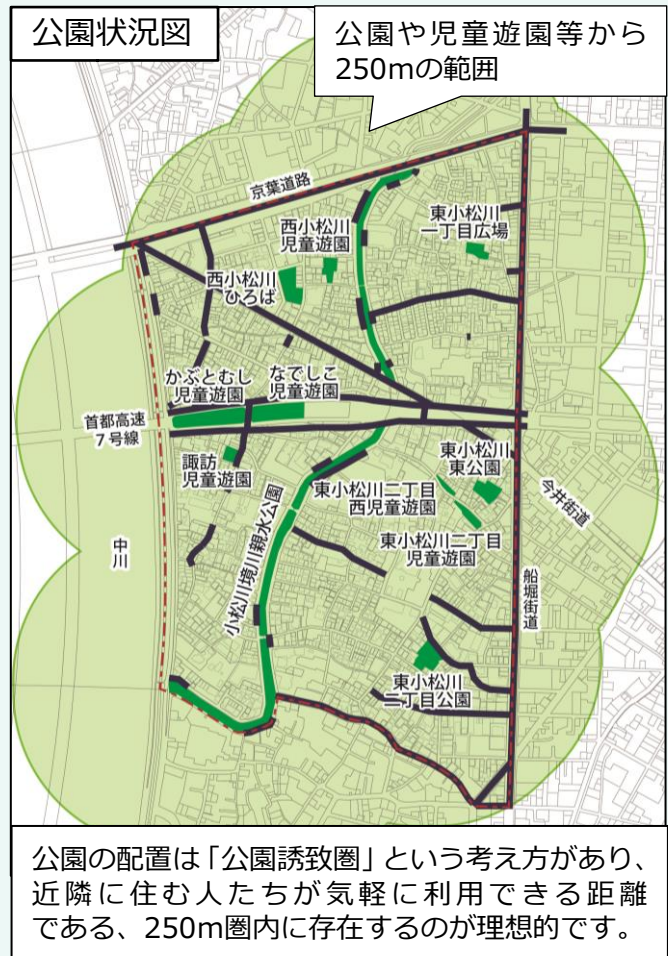 公園状況図
公園や児童遊園等から
250mの範囲
京葉道路
西小松川
児童遊園
東小松川
一丁目広場
西小松川
ひろば
かぶとむし
児童遊園
なでしこ
児童遊園
首都高速
7号線
諏訪
児童遊園
東小松川
東公園
東小松川二丁目
西児童遊園
今井街道
小松川境川親水公園
東小松川二丁目
児童遊園
中川
船堀街道
東小松川
二丁目公園
公園の配置は「公園誘致圏」という考え方があり、
近隣に住む人たちが気軽に利用できる距離
である、250m圏内に存在するのが理想的です。